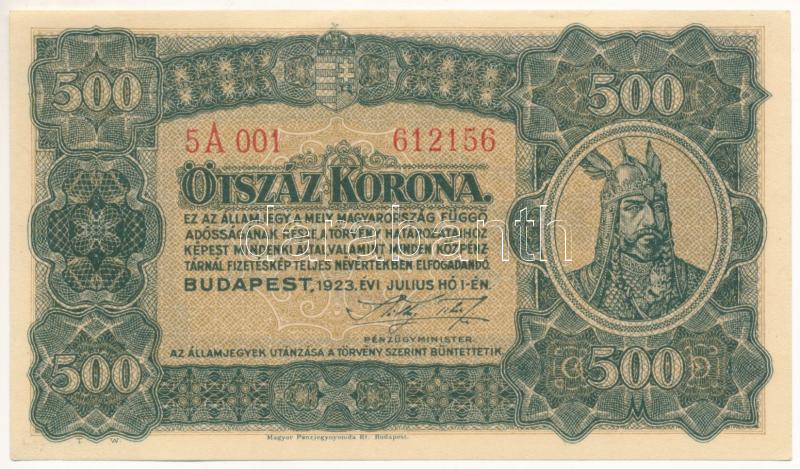 500
500
5A 001
612156
ÖTSZÁZ KORONA.
EZ AZ ÁLLAMJEGY A MELY MAGYARORSZÁG FÜGGŐ
ADÓSSÁGÁNAK RÉSZE, A TÖRVÉNY HATÁROZATAIHOZ
KÉPEST MINDENKI ÁLTAL VALAMINT MINDEN KÖZPÉNZ-
TÁRNÁL FIZETÉSKÉP TELJES NÉVÉRTÉKBEN ELFOGADANDÓ.
BUDAPEST, 1923. ÉVI JULIUS HÓ 1-ÉN.
PÉNZÜGYMINISTER.
AZ ÁLLAMJEGYEK UTÁNZÁSA A TÖRVÉNY SZERINT BÜNTETTETIK.
500
500
T. W.
Magyar Pénzjegynyomda Rt. Budapest.
darabanth